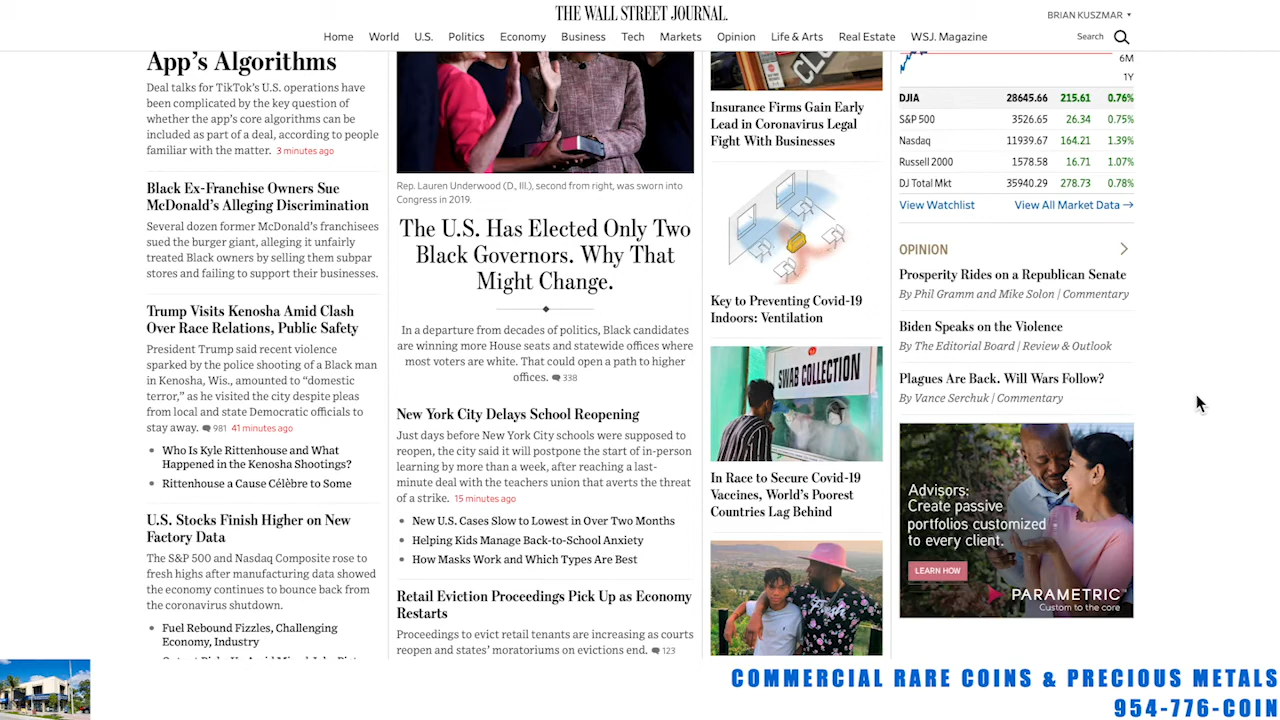 THE WALL STREET JOURNAL.
BRIAN KUSZMAR
Home World U.S. Politics Economy Business Tech Markets Opinion Life & Arts Real Estate WSJ. Magazine
Search
App's Algorithms
Deal talks for TikTok's U.S. operations have
been complicated by the key question of
whether the app's core algorithms can be
included as part of a deal, according to people
familiar with the matter. 3 minutes ago
Black Ex-Franchise Owners Sue
McDonald's Alleging Discrimination
Several dozen former McDonald's franchisees
sued the burger giant, alleging it unfairly
treated Black owners by selling them subpar
stores and failing to support their businesses.
Trump Visits Kenosha Amid Clash
Over Race Relations, Public Safety
President Trump said recent violence
sparked by the police shooting of a Black man
in Kenosha, Wis., amounted to “domestic
terror,” as he visited the city despite pleas
from local and state Democratic officials to
stay away. 981 41 minutes ago
• Who Is Kyle Rittenhouse and What
Happened in the Kenosha Shootings?
• Rittenhouse a Cause Célèbre to Some
U.S. Stocks Finish Higher on New
Factory Data
The S&P 500 and Nasdaq Composite rose to
fresh highs after manufacturing data showed
the economy continues to bounce back from
the coronavirus shutdown.
• Fuel Rebound Fizzles, Challenging
Economy, Industry
Rep. Lauren Underwood (D., Ill.), second from right, was sworn into
Congress in 2019.
The U.S. Has Elected Only Two
Black Governors. Why That
Might Change.
In a departure from decades of politics, Black candidates
are winning more House seats and statewide offices where
most voters are white. That could open a path to higher
offices. 338
New York City Delays School Reopening
Just days before New York City schools were supposed to
reopen, the city said it will postpone the start of in-person
learning by more than a week, after reaching a last-
minute deal with the teachers union that averts the threat
of a strike. 15 minutes ago
• New U.S. Cases Slow to Lowest in Over Two Months
• Helping Kids Manage Back-to-School Anxiety
• How Masks Work and Which Types Are Best
Retail Eviction Proceedings Pick Up as Economy
Restarts
Proceedings to evict retail tenants are increasing as courts
reopen and states' moratoriums on evictions end. 123
CLO
Insurance Firms Gain Early
Lead in Coronavirus Legal
Fight With Businesses
Key to Preventing Covid-19
Indoors: Ventilation
SWAB COLLECTION
In Race to Secure Covid-19
Vaccines, World's Poorest
Countries Lag Behind
FRESH
6M
1Y
DJIA 28645.66 215.61 0.76%
S&P 500 3526.65 26.34 0.75%
Nasdaq 11939.67 164.21 1.39%
Russell 2000 1578.58 16.71 1.07%
DJ Total Mkt 35940.29 278.73 0.78%
View Watchlist View All Market Data →
OPINION
Prosperity Rides on a Republican Senate
By Phil Gramm and Mike Solon | Commentary
Biden Speaks on the Violence
By The Editorial Board | Review & Outlook
Plagues Are Back. Will Wars Follow?
By Vance Serchuk | Commentary
Advisors:
Create passive
portfolios customized
to every client.
LEARN HOW
PARAMETRIC
Custom to the core
COMMERCIAL RARE COINS & PRECIOUS METALS
954-776-COIN